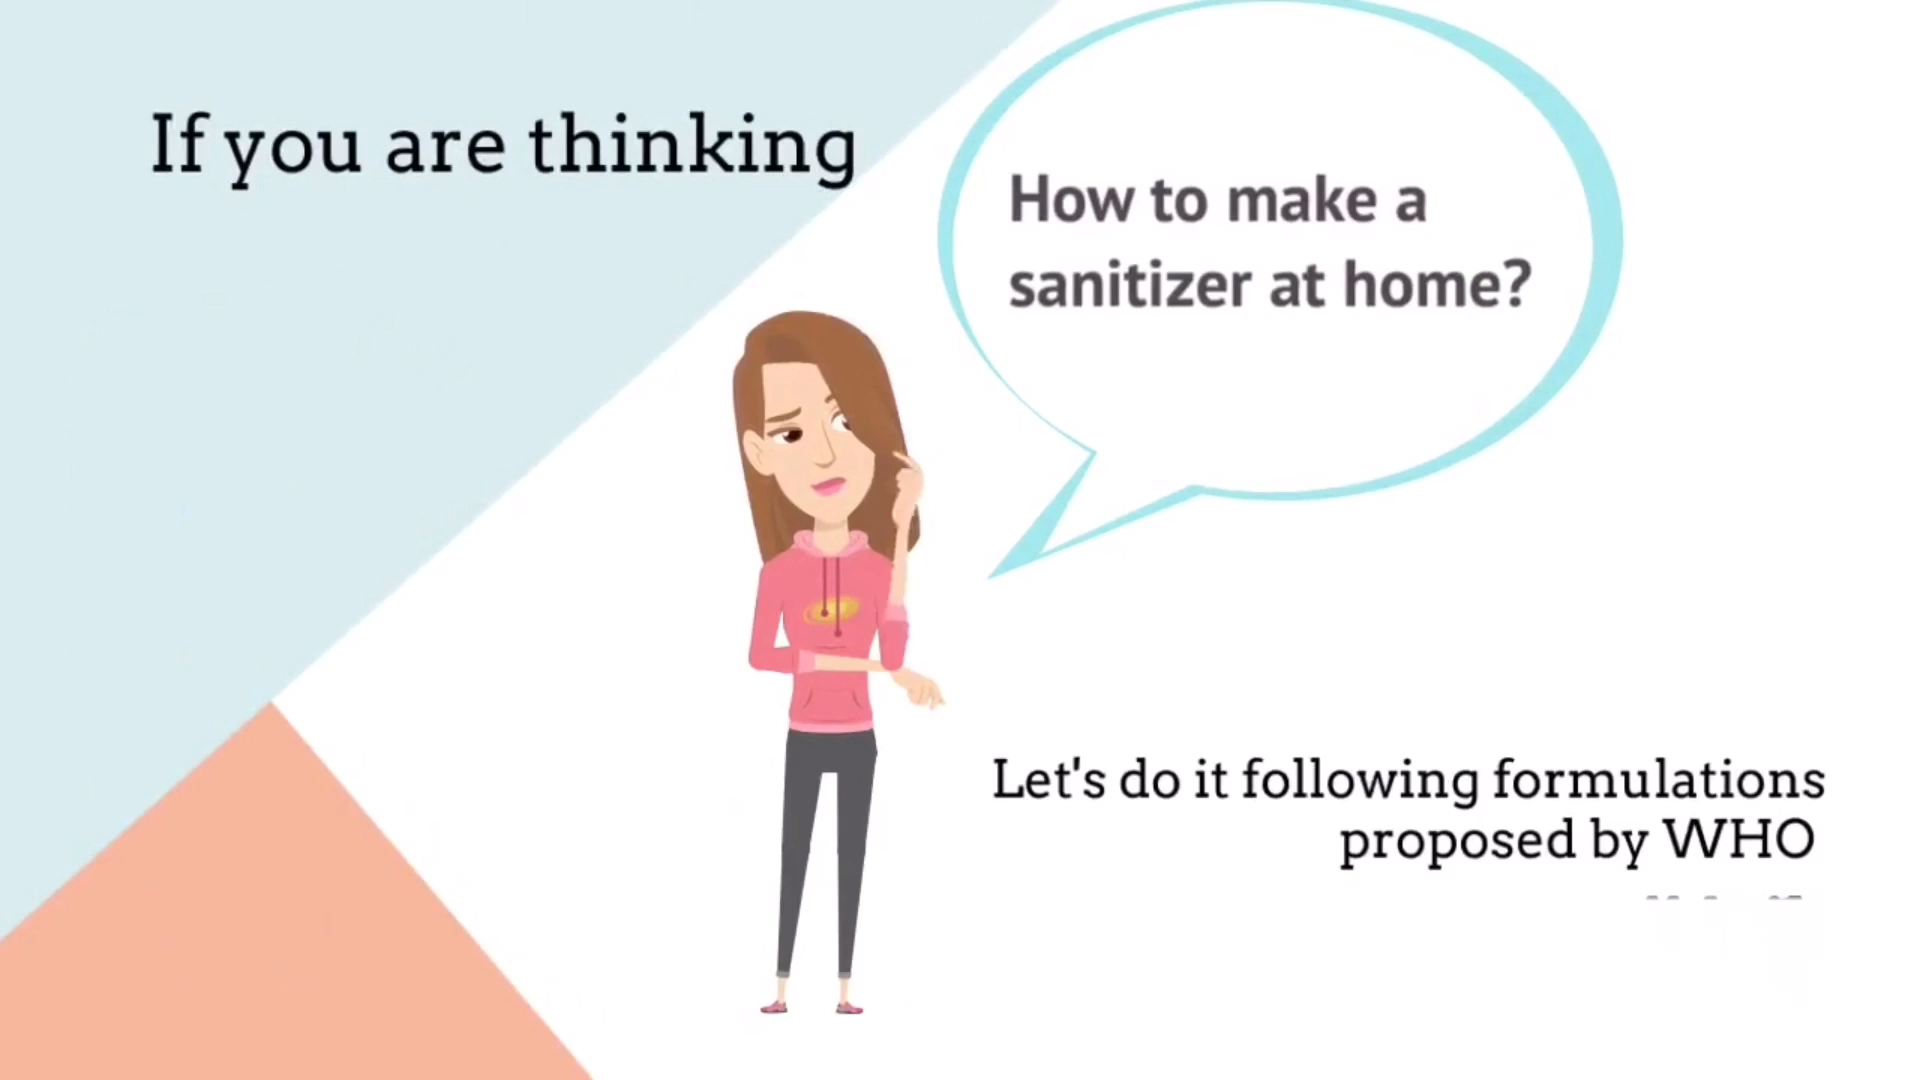 If you are thinking
How to make a
sanitizer at home?
Let's do it following formulations
proposed by WHO